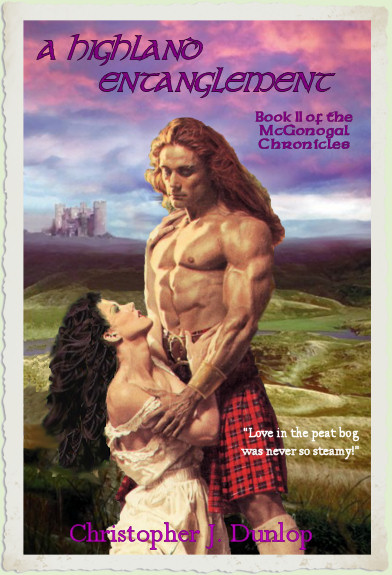 A Highland
Entanglement
Book II of the
McGonogal
Chronicles
"Love in the peat bog
was never so steamy!"
Christopher J. Dunlop